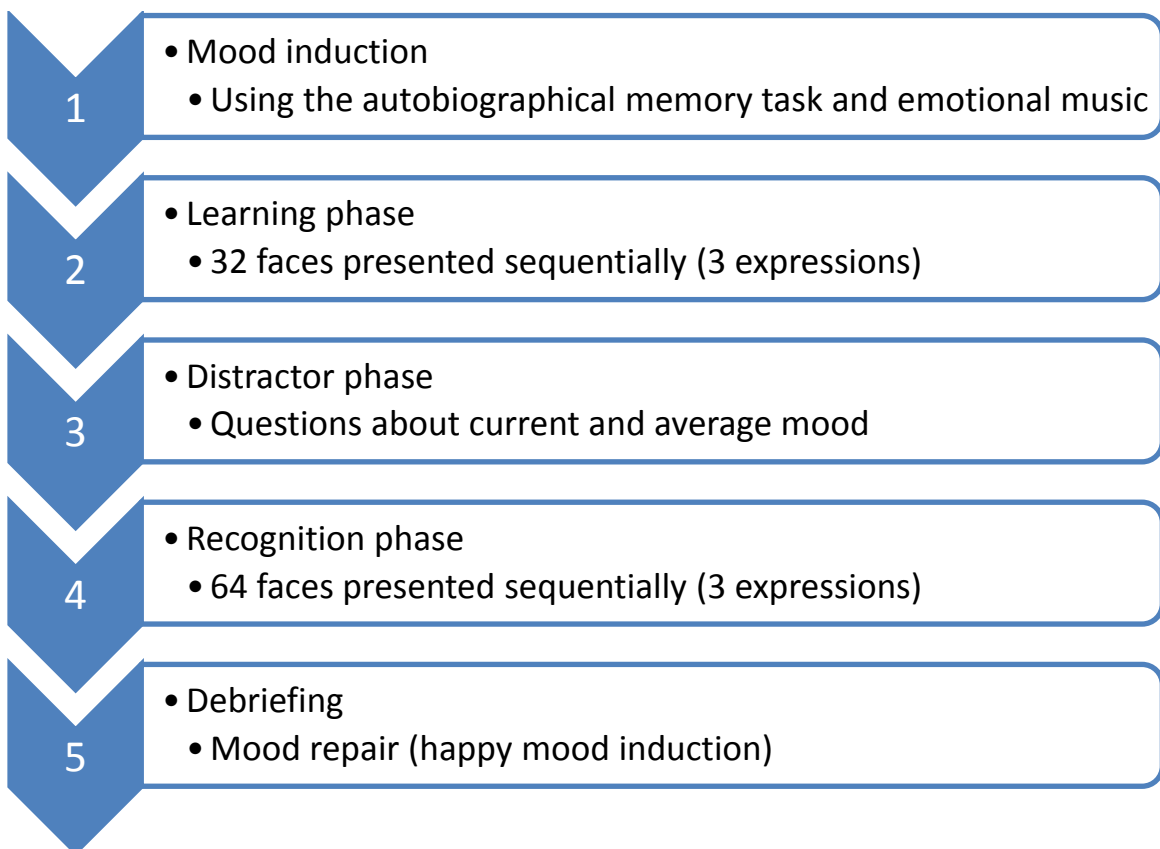 1
• Mood induction
• Using the autobiographical memory task and emotional music
2
• Learning phase
• 32 faces presented sequentially (3 expressions)
3
• Distractor phase
• Questions about current and average mood
4
• Recognition phase
• 64 faces presented sequentially (3 expressions)
5
• Debriefing
• Mood repair (happy mood induction)